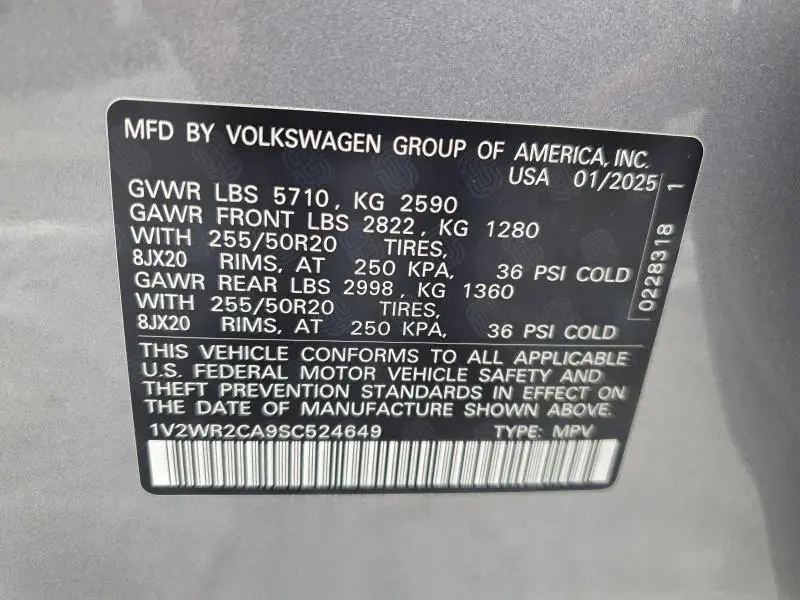 MFD BY VOLKSWAGEN GROUP OF AMERICA, INC.
USA 01/2025
GVWR LBS 5710, KG 2590
GAWR FRONT LBS 2822, KG 1280
WITH 255/50R20 TIRES,
8JX20 RIMS, AT 250 KPA, 36 PSI COLD
GAWR REAR LBS 2998, KG 1360
WITH 255/50R20 TIRES,
8JX20 RIMS, AT 250 KPA, 36 PSI COLD
0228318 1
THIS VEHICLE CONFORMS TO ALL APPLICABLE
U.S. FEDERAL MOTOR VEHICLE SAFETY AND
THEFT PREVENTION STANDARDS IN EFFECT ON
THE DATE OF MANUFACTURE SHOWN ABOVE.
1V2WR2CA9SC524649 TYPE: MPV